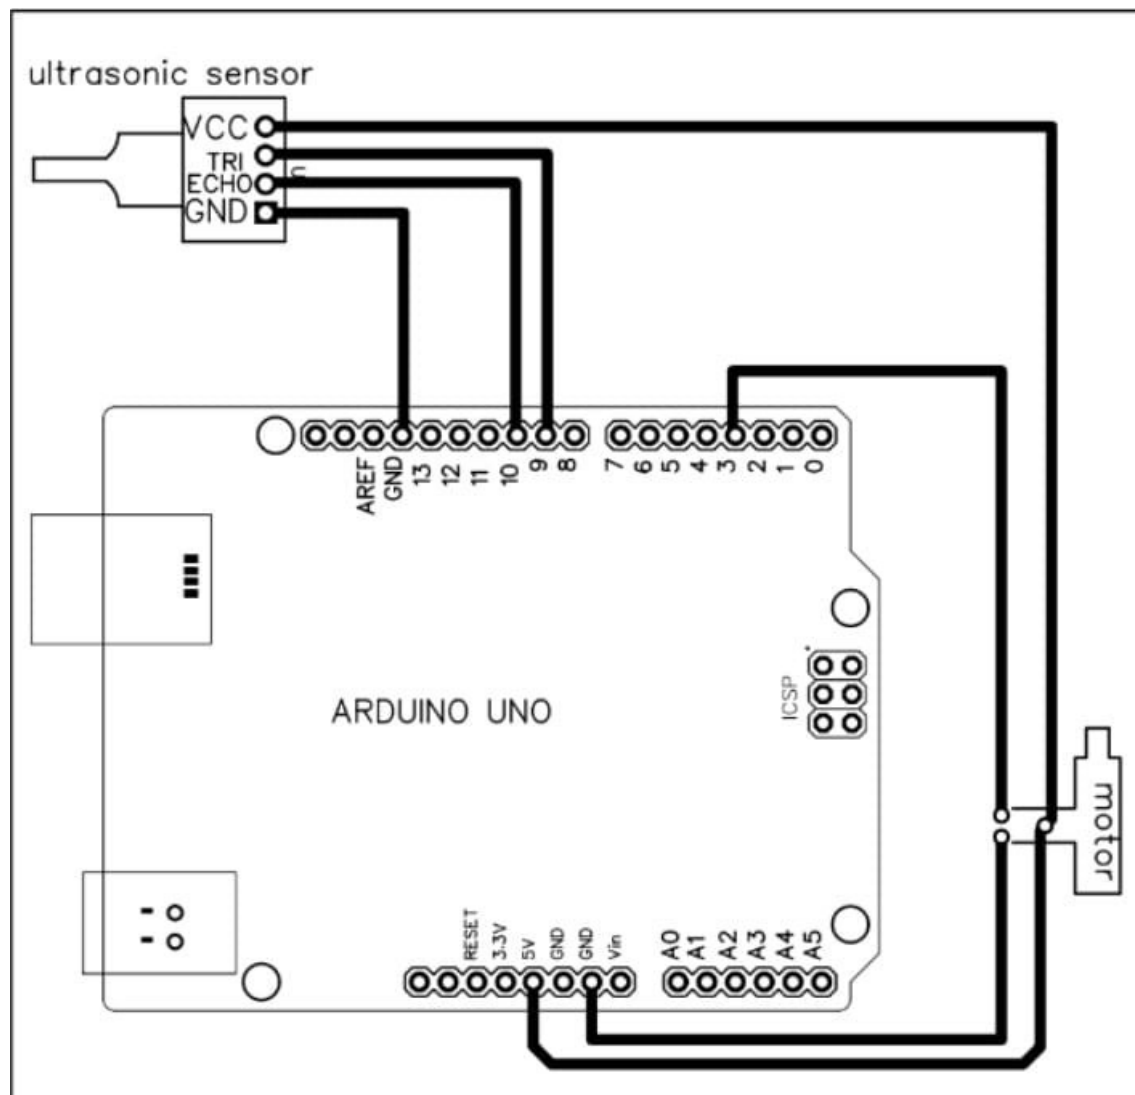 ultrasonic sensor
VCC
TRI
ECHO
GND
AREF
GND
13
12
11
10
9
8
7
6
5
4
3
2
1
0
ICSP
ARDUINO UNO
motor
RESET
3.3V
5V
GND
GND
Vin
A0
A1
A2
A3
A4
A5